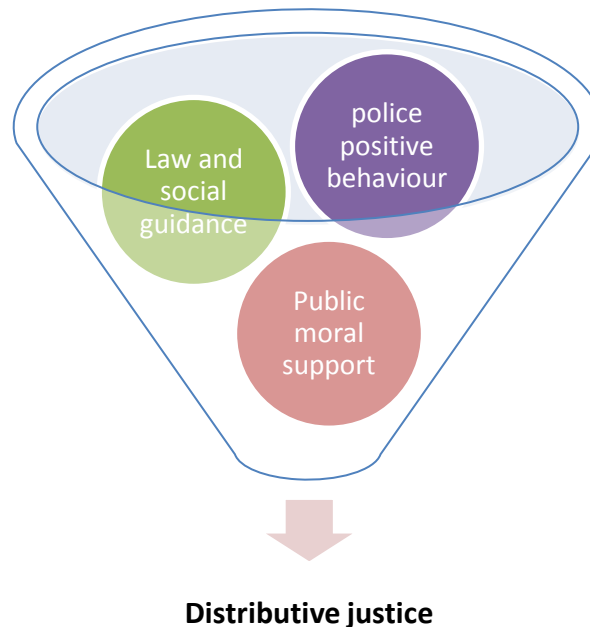 Law and
social
guidance
police
positive
behaviour
Public
moral
support
Distributive justice